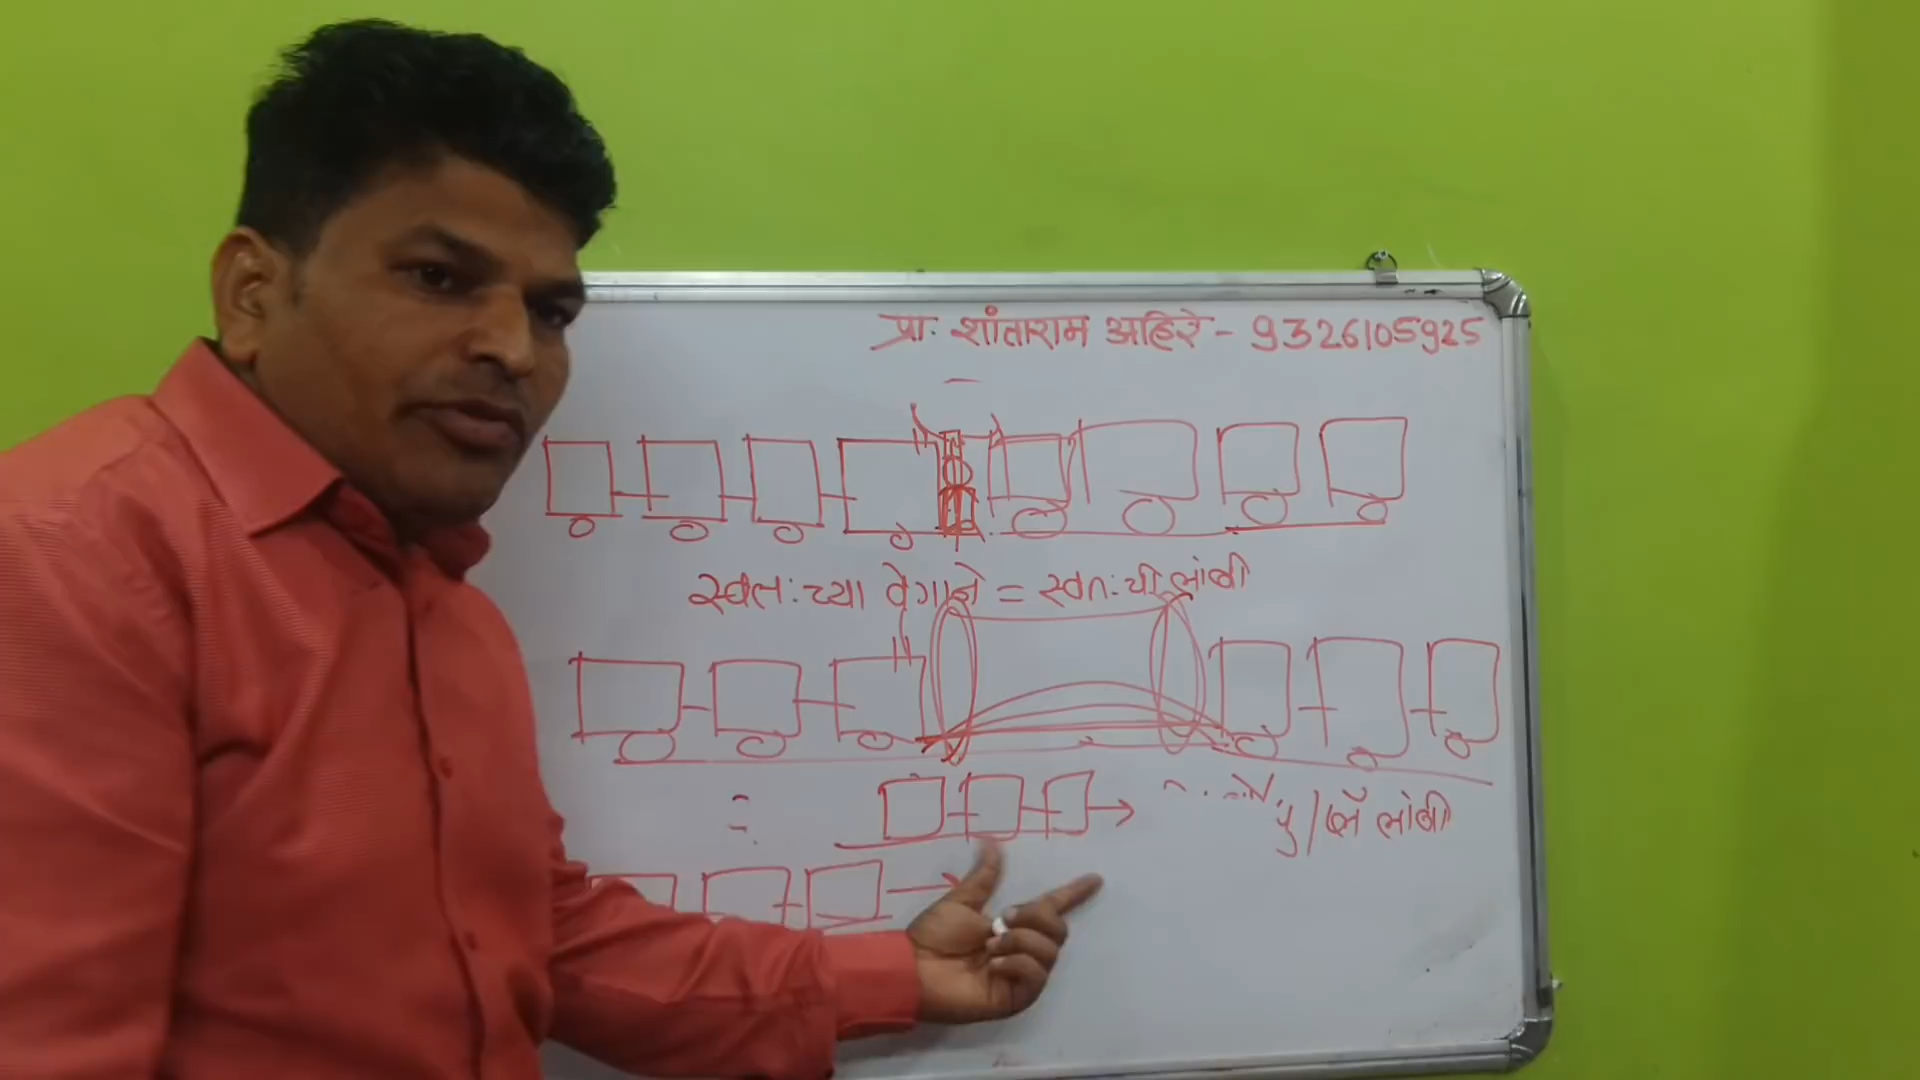 प्रा. शांताराम अहिरे - 9326105925
स्वतः च्या वेगाने = स्वतः ची लांबी
=
पु / प्लॅ लांबी